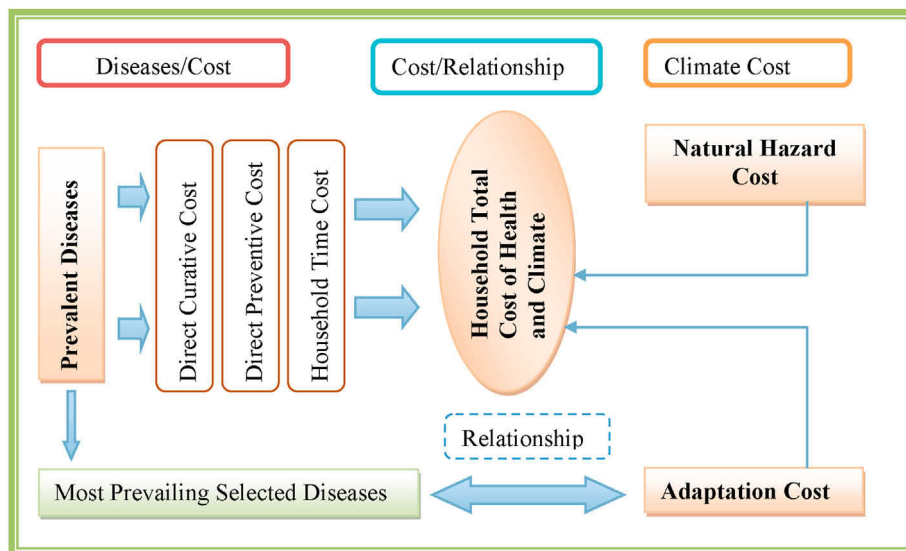 Diseases/Cost
Cost/Relationship
Climate Cost
Prevalent Diseases
Direct Curative Cost
Direct Preventive Cost
Household Time Cost
Household Total
Cost of Health
and Climate
Natural Hazard
Cost
Relationship
Most Prevailing Selected Diseases
Adaptation Cost